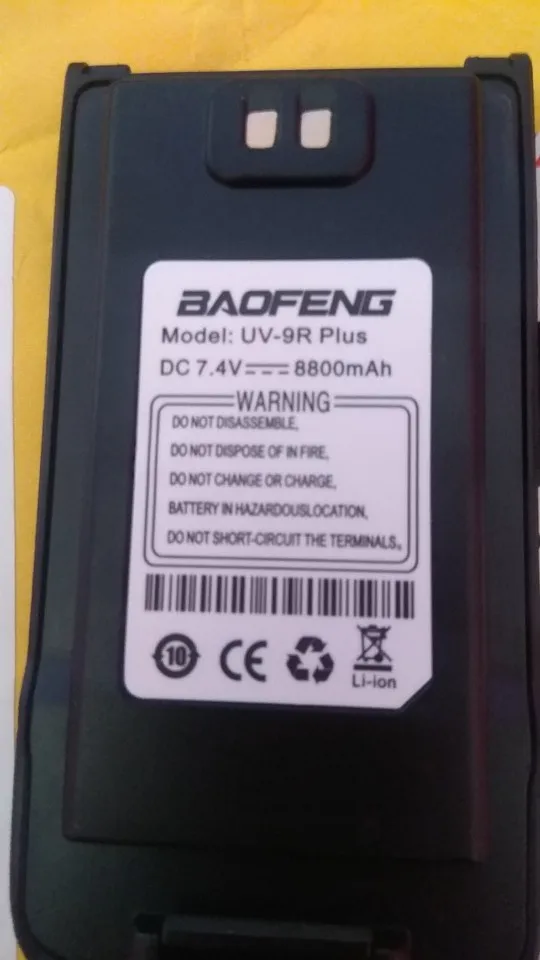 BAOFENG
Model: UV-9R Plus
DC 7.4V 8800mAh
WARNING
DO NOT DISASSEMBLE,
DO NOT DISPOSE OF IN FIRE,
DO NOT CHANGE OR CHARGE,
BATTERY IN HAZARDOUSLOCATION,
DO NOT SHORT-CIRCUIT THE TERMINALS。
10 CE
Li-ion